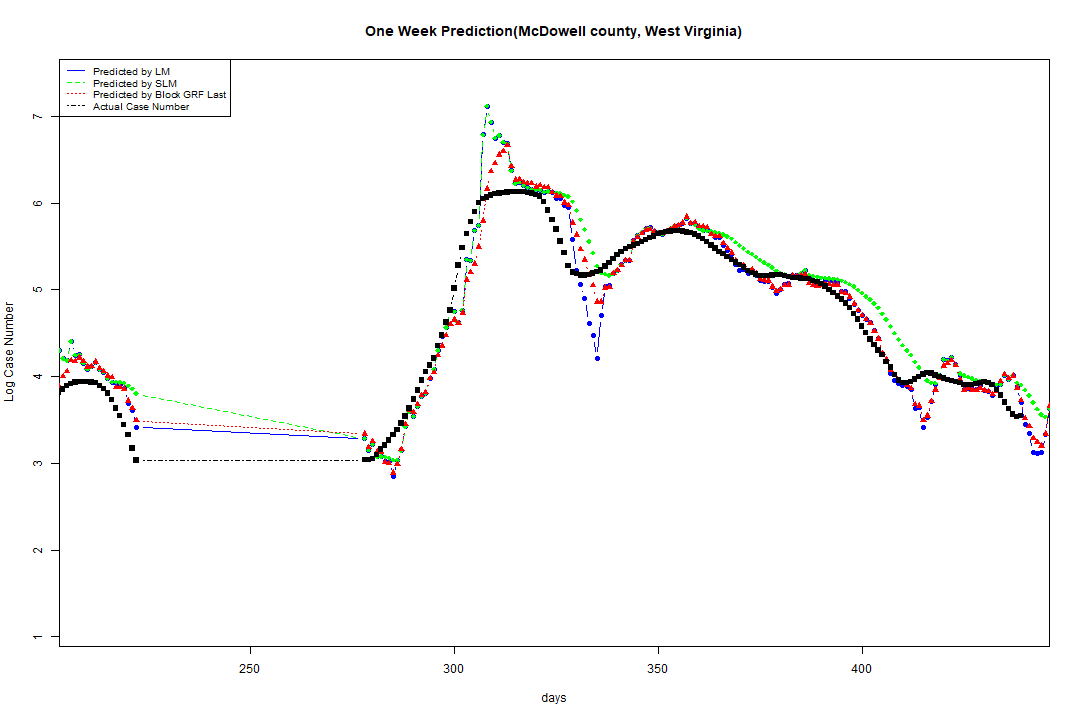 One Week Prediction(McDowell county, West Virginia)
Predicted by LM
Predicted by SLM
Predicted by Block GRF Last
Actual Case Number
7
6
5
4
3
2
1
Log Case Number
250
300
350
400
days